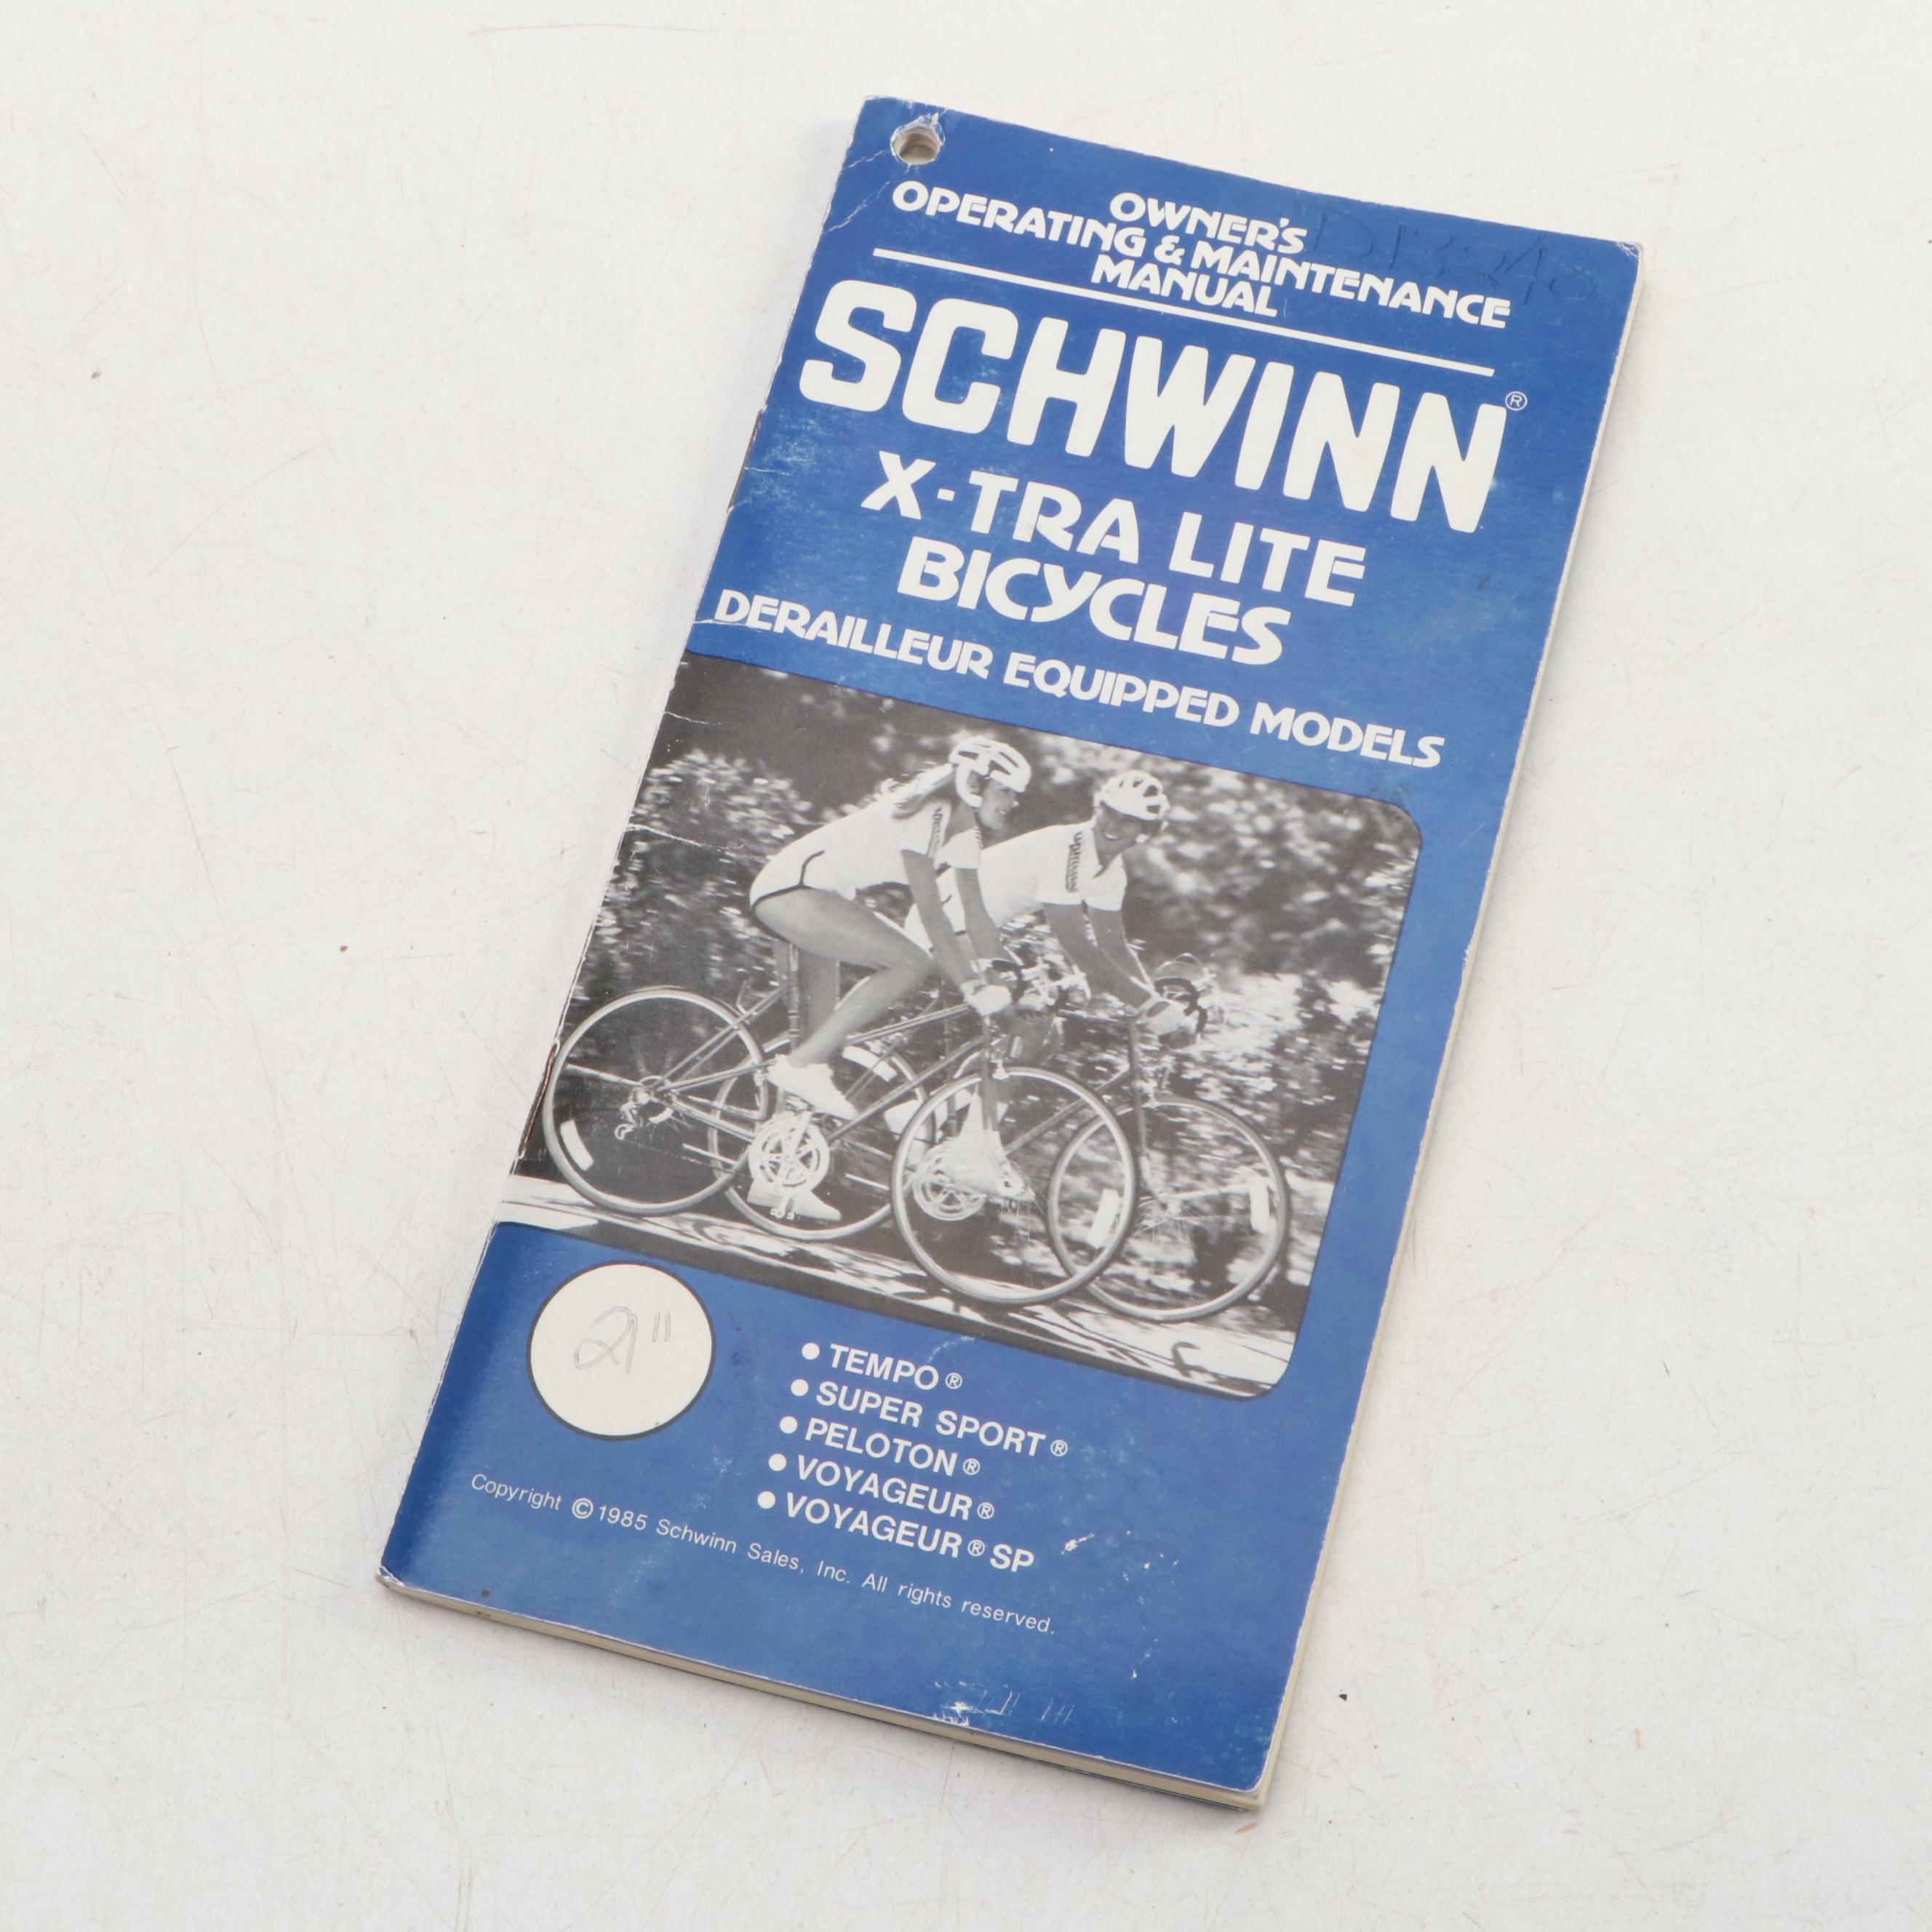 OWNER'S
OPERATING & MAINTENANCE
MANUAL
SCHWINN®
X-TRA LITE
BICYCLES
DERAILLEUR EQUIPPED MODELS
21"
• TEMPO®
• SUPER SPORT®
• PELOTON®
• VOYAGEUR®
• VOYAGEUR® SP
Copyright © 1985 Schwinn Sales, Inc. All rights reserved.